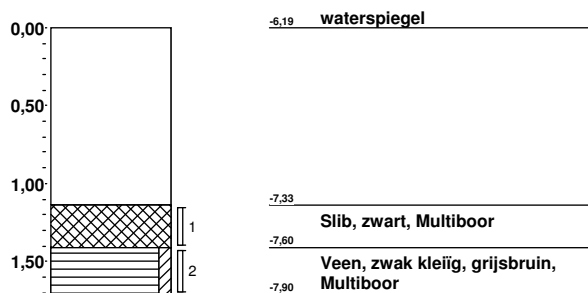 0,00
0,50
1,00
1,50
1
2
-6,19 waterspiegel
-7,33
Slib, zwart, Multiboor
-7,60
Veen, zwak kleiïg, grijsbruin,
-7,90 Multiboor